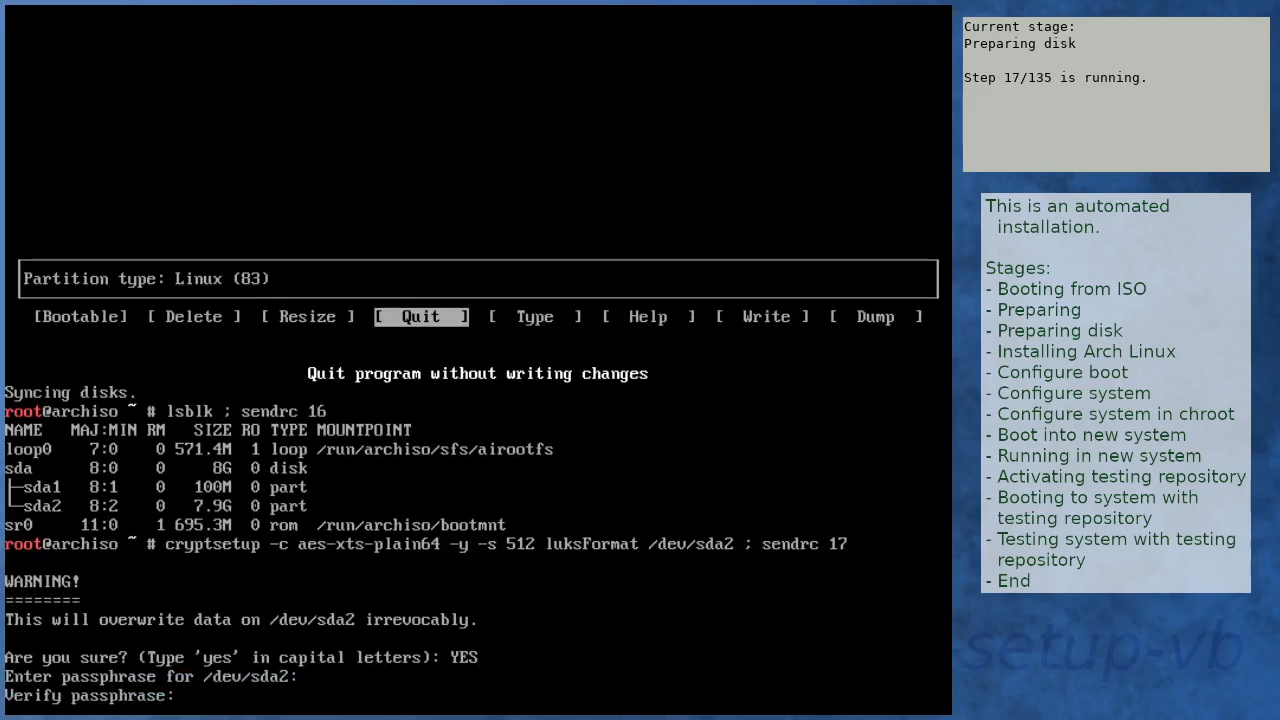 Partition type: Linux (83)
[Bootable] [ Delete ] [ Resize ] [ Quit ] [ Type ] [ Help ] [ Write ] [ Dump ]
Quit program without writing changes
Syncing disks.
root@archiso ~ # lsblk ; sendrc 16
NAME MAJ:MIN RM SIZE RO TYPE MOUNTPOINT
loop0 7:0 0 571.4M 1 loop /run/archiso/sfs/airootfs
sda 8:0 0 8G 0 disk
├─sda1 8:1 0 100M 0 part
└─sda2 8:2 0 7.9G 0 part
sr0 11:0 1 695.3M 0 rom /run/archiso/bootmnt
root@archiso ~ # cryptsetup -c aes-xts-plain64 -y -s 512 luksFormat /dev/sda2 ; sendrc 17
WARNING!
========
This will overwrite data on /dev/sda2 irrevocably.
Are you sure? (Type 'yes' in capital letters): YES
Enter passphrase for /dev/sda2:
Verify passphrase:
Current stage:
Preparing disk
Step 17/135 is running.
This is an automated
installation.
Stages:
- Booting from ISO
- Preparing
- Preparing disk
- Installing Arch Linux
- Configure boot
- Configure system
- Configure system in chroot
- Boot into new system
- Running in new system
- Activating testing repository
- Booting to system with
testing repository
- Testing system with testing
repository
- End
setup-vb